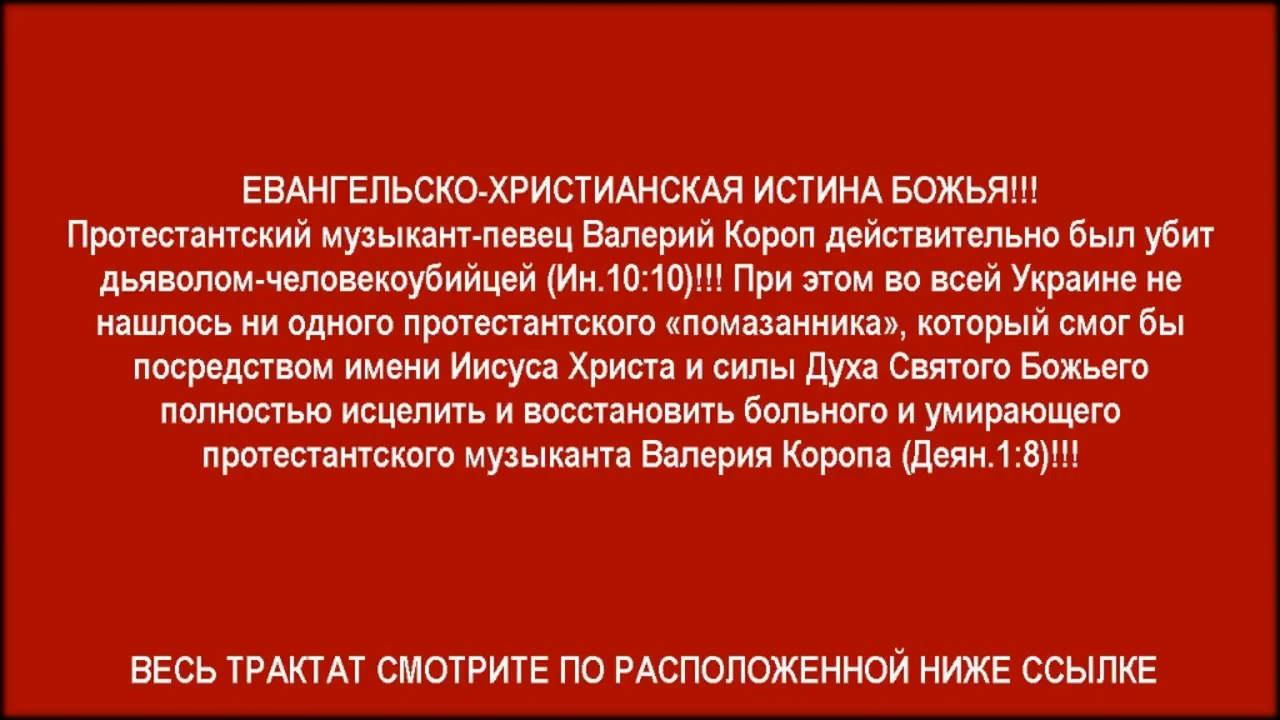 ЕВАНГЕЛЬСКО-ХРИСТИАНСКАЯ ИСТИНА БОЖЬЯ!!!
Протестантский музыкант-певец Валерий Короп действительно был убит
дьяволом-человекоубийцей (Ин.10:10)!!! При этом во всей Украине не
нашлось ни одного протестантского «помазанника», который смог бы
посредством имени Иисуса Христа и силы Духа Святого Божьего
полностью исцелить и восстановить больного и умирающего
протестантского музыканта Валерия Коропа (Деян.1:8)!!!
ВЕСЬ ТРАКТАТ СМОТРИТЕ ПО РАСПОЛОЖЕННОЙ НИЖЕ ССЫЛКЕ